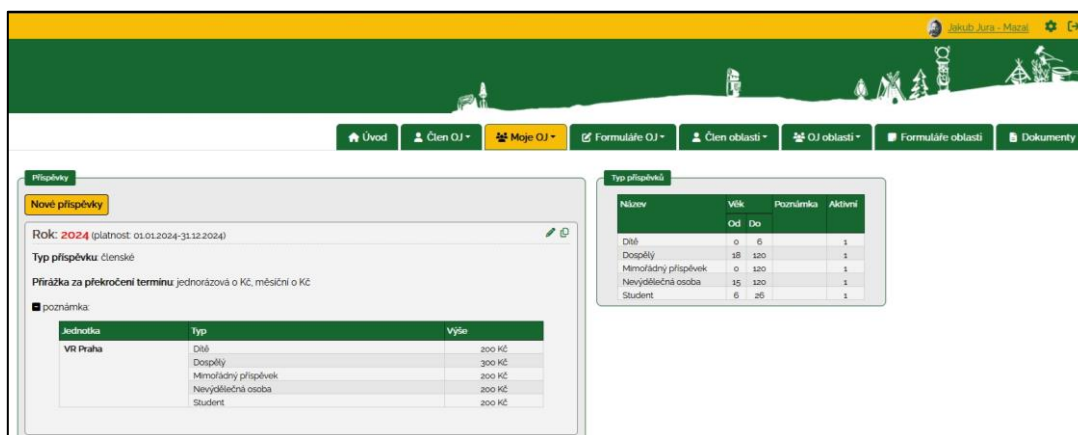 Jakub Jura - Mazal
Úvod Člen OJ Moje OJ Formuláře OJ Člen oblasti OJ oblasti Formuláře oblasti Dokumenty
Příspěvky
Nové příspěvky
Rok: 2024 (platnost: 01.01.2024-31.12.2024)
Typ příspěvku: členské
Přirážka za překročení termínu: jednorázová 0 Kč, měsíční 0 Kč
poznámka:
Jednotka Typ Výše
VR Praha Dítě 200 Kč
Dospělý 300 Kč
Mimořádný příspěvek 200 Kč
Nevýdělečná osoba 200 Kč
Student 200 Kč
Typ příspěvků
Název Věk Poznámka Aktivní
Od Do
Dítě 0 6 1
Dospělý 18 120 1
Mimořádný příspěvek 0 120 1
Nevýdělečná osoba 15 120 1
Student 6 26 1